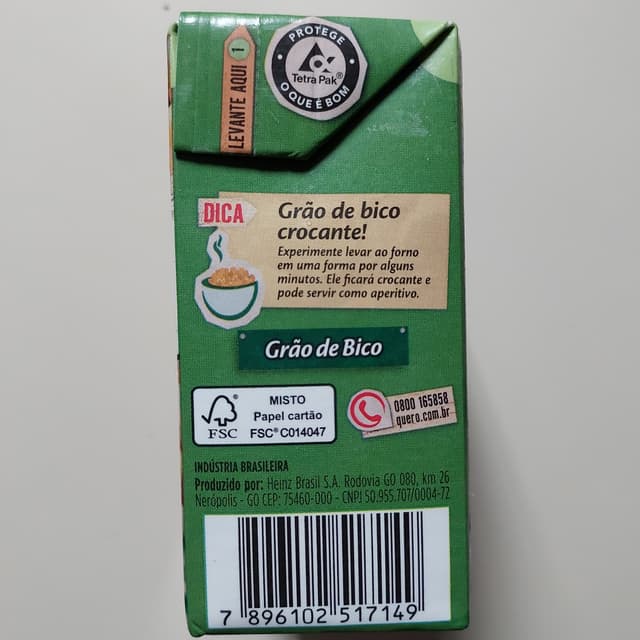 LEVANTE AQUI 1
PROTEGE
Tetra Pak®
O QUE É BOM
DICA
Grão de bico
crocante!
Experimente levar ao forno
em uma forma por alguns
minutos. Ele ficará crocante e
pode servir como aperitivo.
Grão de Bico
FSC
MISTO
Papel cartão
FSC® C014047
0800 165858
quero.com.br
INDÚSTRIA BRASILEIRA
Produzido por: Heinz Brasil S.A. Rodovia GO 080, km 26
Nerópolis - GO CEP: 75460-000 - CNPJ 50.955.707/0004-72
7 896102 517149